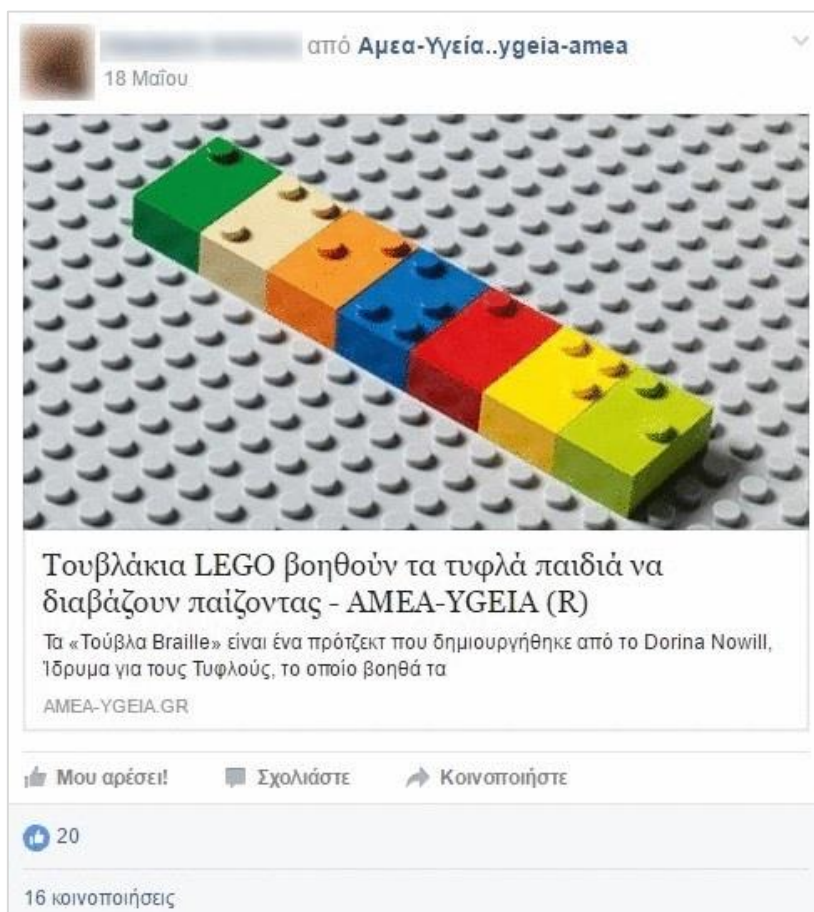 από Αμεα-Υγεία..ygeia-amea
18 Μαΐου
Τουβλάκια LEGO βοηθούν τα τυφλά παιδιά να
διαβάζουν παίζοντας - AMEA-YGEIA (R)
Τα «Τούβλα Braille» είναι ένα πρότζεκτ που δημιουργήθηκε από το Dorina Nowill,
Ίδρυμα για τους Τυφλούς, το οποίο βοηθά τα
AMEA-YGEIA.GR
Μου αρέσει! Σχολιάστε Κοινοποιήστε
20
16 κοινοποιήσεις